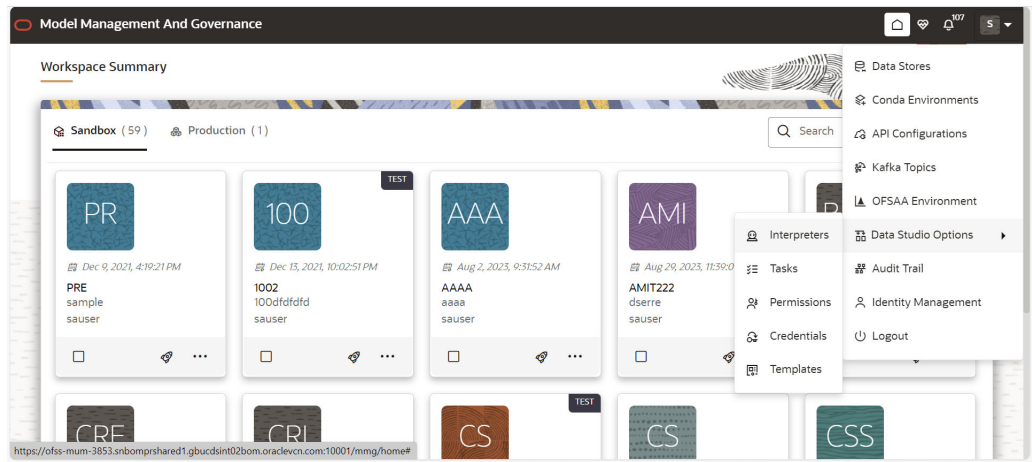 Model Management And Governance
107
S
Workspace Summary
Data Stores
Conda Environments
API Configurations
Kafka Topics
OFSAA Environment
Data Studio Options
Audit Trail
Identity Management
Logout
Interpreters
Tasks
Permissions
Credentials
Templates
Sandbox (59)
Production (1)
Search
PR
Dec 9, 2021, 4:19:21 PM
PRE
sample
sauser
TEST
100
Dec 13, 2021, 10:02:51 PM
1002
100dfdfdfd
sauser
AAA
Aug 2, 2023, 9:31:52 AM
AAAA
aaaa
sauser
AMI
Aug 29, 2023, 11:39:0
AMIT222
dserre
sauser
CRE
CRI
TEST
CS
CS
CSS
https://ofss-mum-3853.snbomprshared1.gbucdsint02bom.oraclevcn.com:10001/mmg/home#